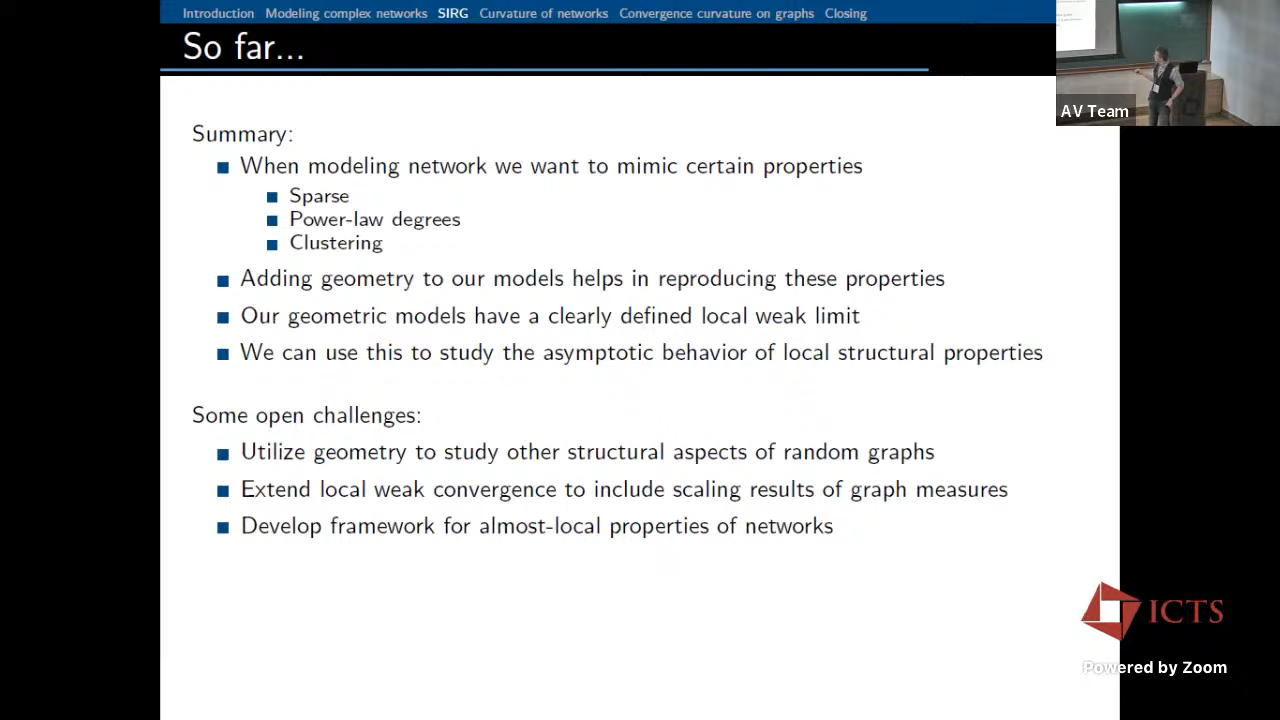 Introduction Modeling complex networks SIRG Curvature of networks Convergence curvature on graphs Closing
So far...
AV Team
Summary:
When modeling network we want to mimic certain properties
Sparse
Power-law degrees
Clustering
Adding geometry to our models helps in reproducing these properties
Our geometric models have a clearly defined local weak limit
We can use this to study the asymptotic behavior of local structural properties
Some open challenges:
Utilize geometry to study other structural aspects of random graphs
Extend local weak convergence to include scaling results of graph measures
Develop framework for almost-local properties of networks
ICTS
Powered by Zoom